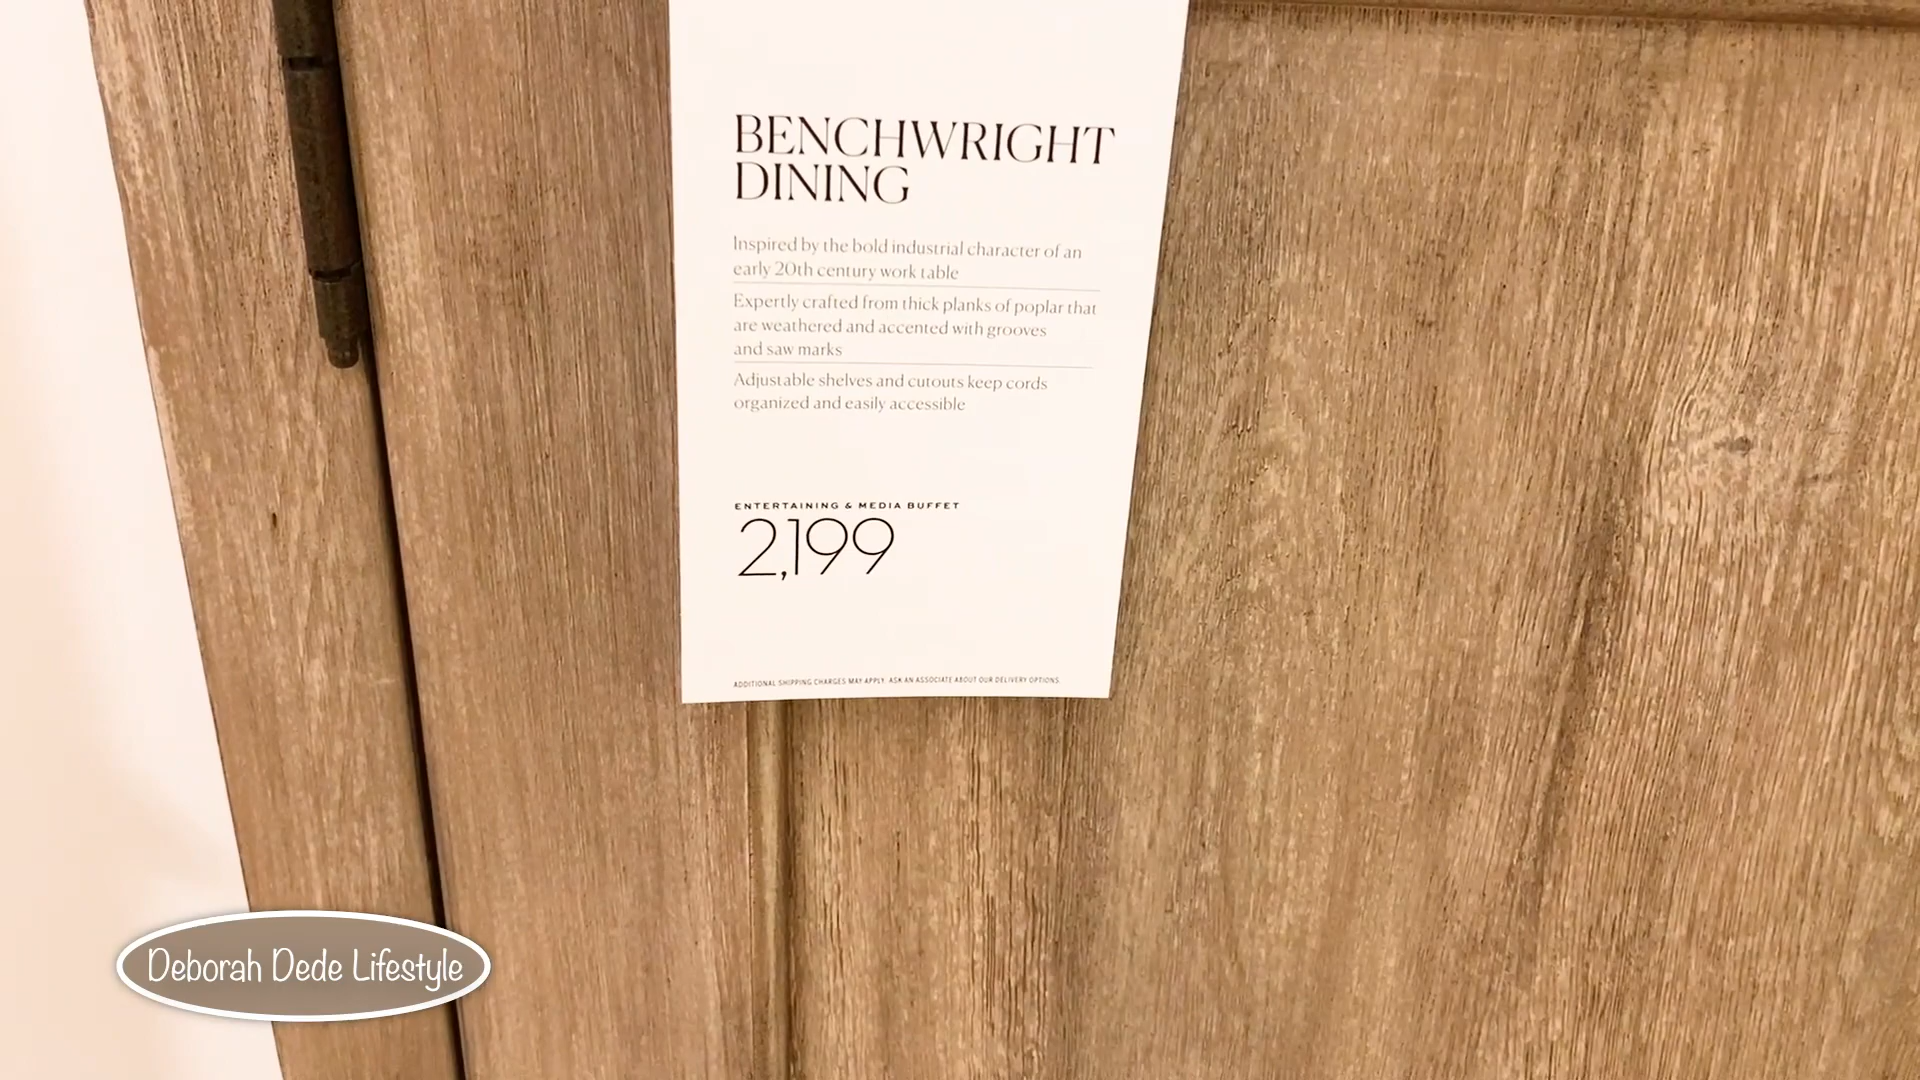 BENCHWRIGHT
DINING
Inspired by the bold industrial character of an
early 20th century work table
Expertly crafted from thick planks of poplar that
are weathered and accented with grooves
and saw marks
Adjustable shelves and cutouts keep cords
organized and easily accessible
ENTERTAINING & MEDIA BUFFET
2,199
ADDITIONAL SHIPPING CHARGES MAY APPLY. ASK AN ASSOCIATE ABOUT OUR DELIVERY OPTIONS.
Deborah Dede Lifestyle